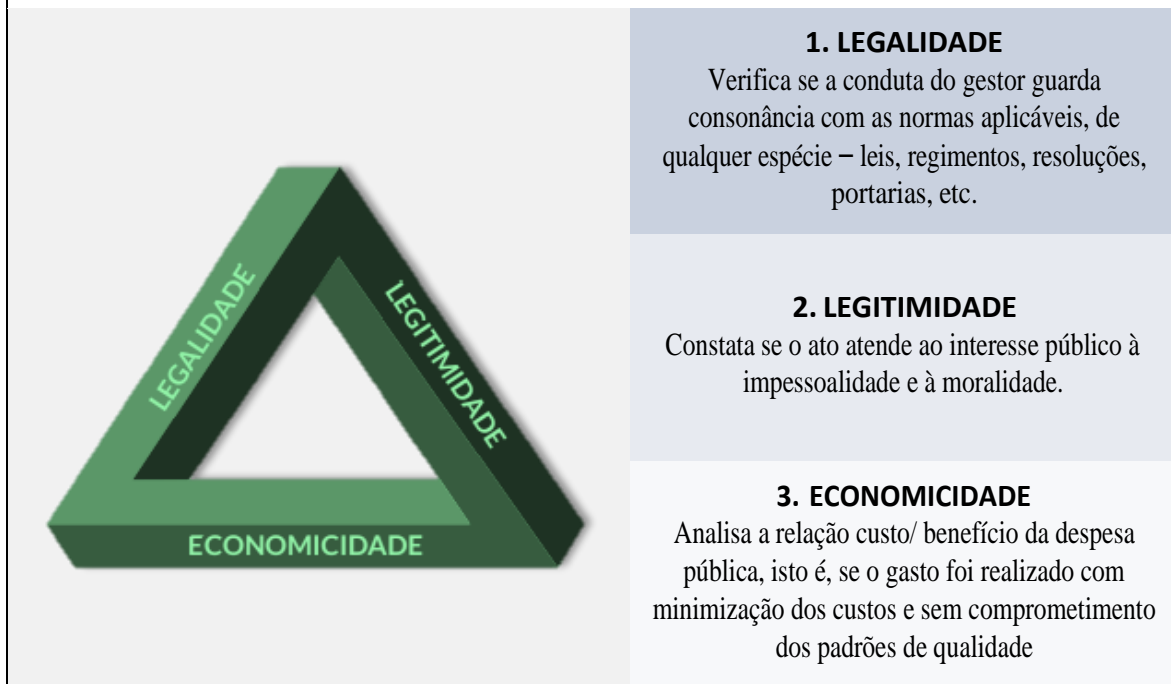 LEGALIDADE
LEGITIMIDADE
ECONOMICIDADE
1. LEGALIDADE
Verifica se a conduta do gestor guarda
consonância com as normas aplicáveis, de
qualquer espécie – leis, regimentos, resoluções,
portarias, etc.
2. LEGITIMIDADE
Constata se o ato atende ao interesse público à
impessoalidade e à moralidade.
3. ECONOMICIDADE
Analisa a relação custo/ benefício da despesa
pública, isto é, se o gasto foi realizado com
minimização dos custos e sem comprometimento
dos padrões de qualidade